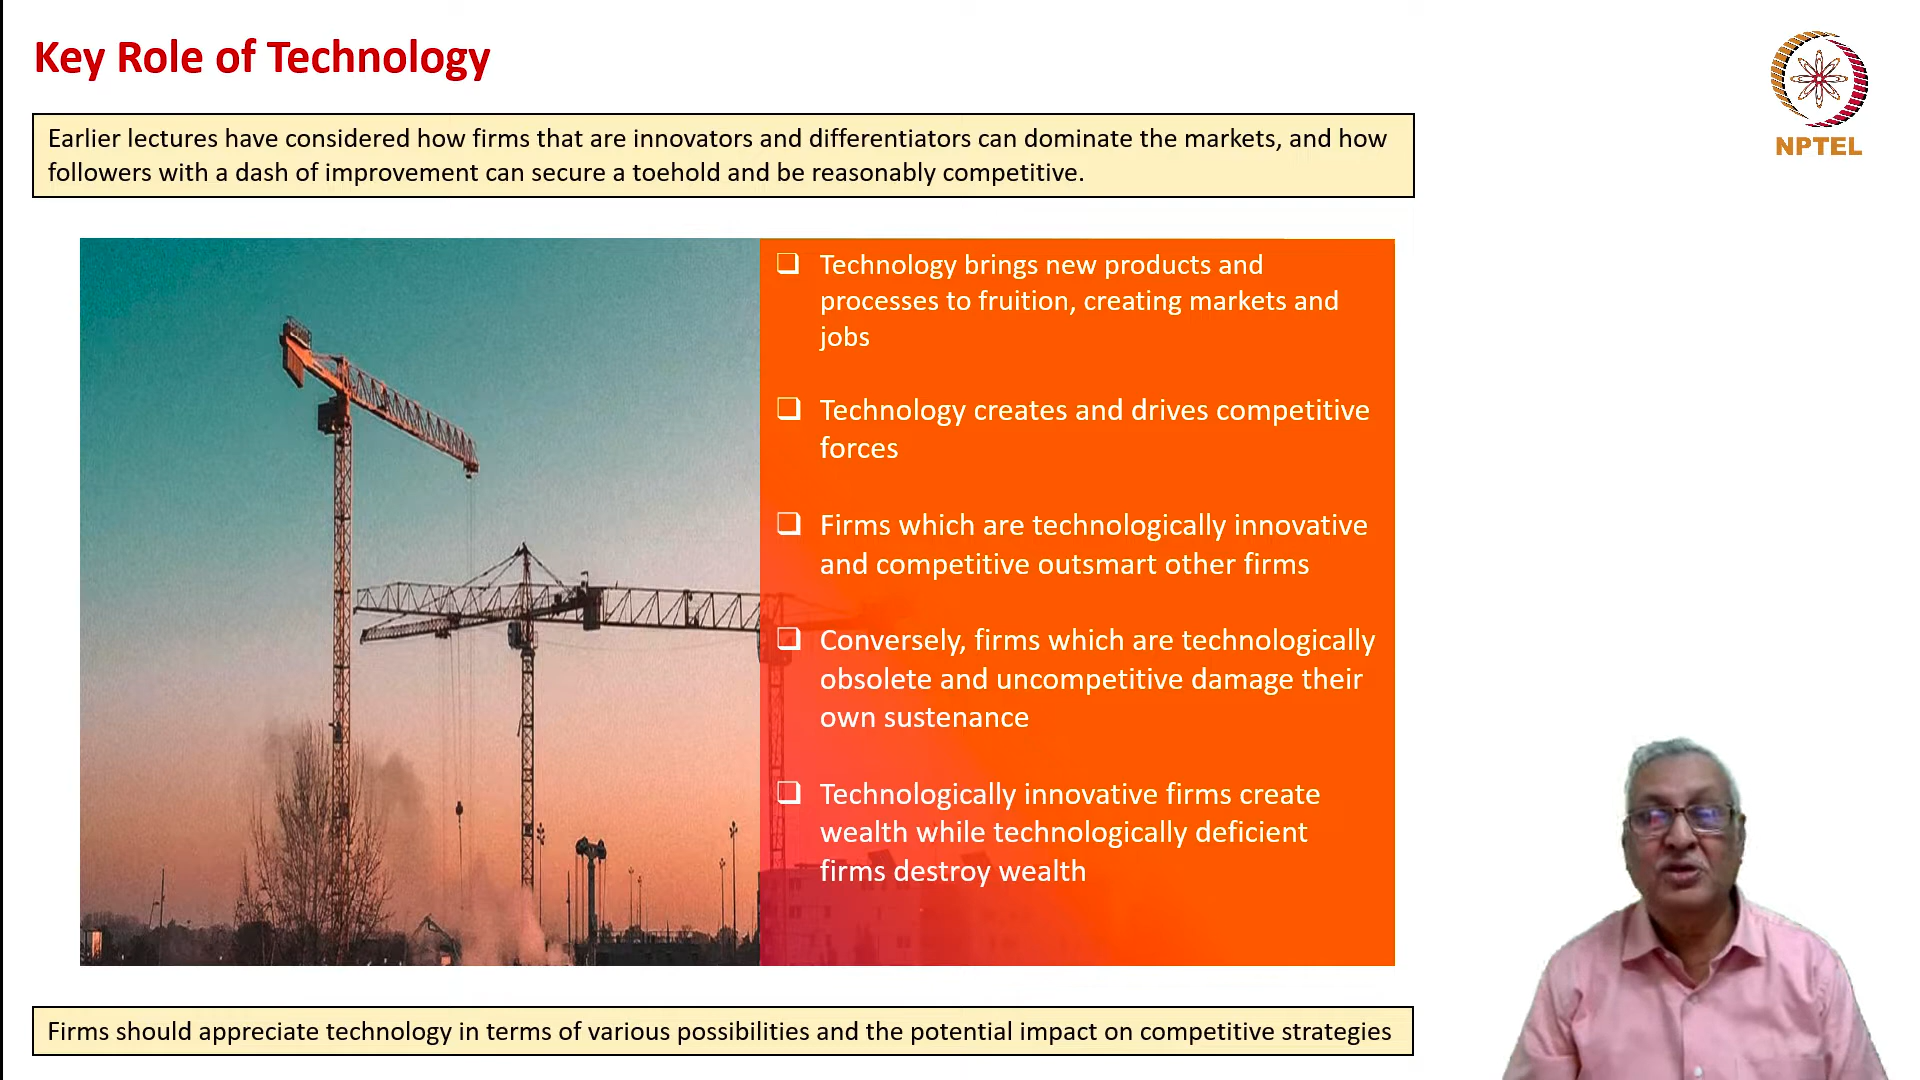 Key Role of Technology
NPTEL
Earlier lectures have considered how firms that are innovators and differentiators can dominate the markets, and how
followers with a dash of improvement can secure a toehold and be reasonably competitive.
Technology brings new products and
processes to fruition, creating markets and
jobs
Technology creates and drives competitive
forces
Firms which are technologically innovative
and competitive outsmart other firms
Conversely, firms which are technologically
obsolete and uncompetitive damage their
own sustenance
Technologically innovative firms create
wealth while technologically deficient
firms destroy wealth
Firms should appreciate technology in terms of various possibilities and the potential impact on competitive strategies